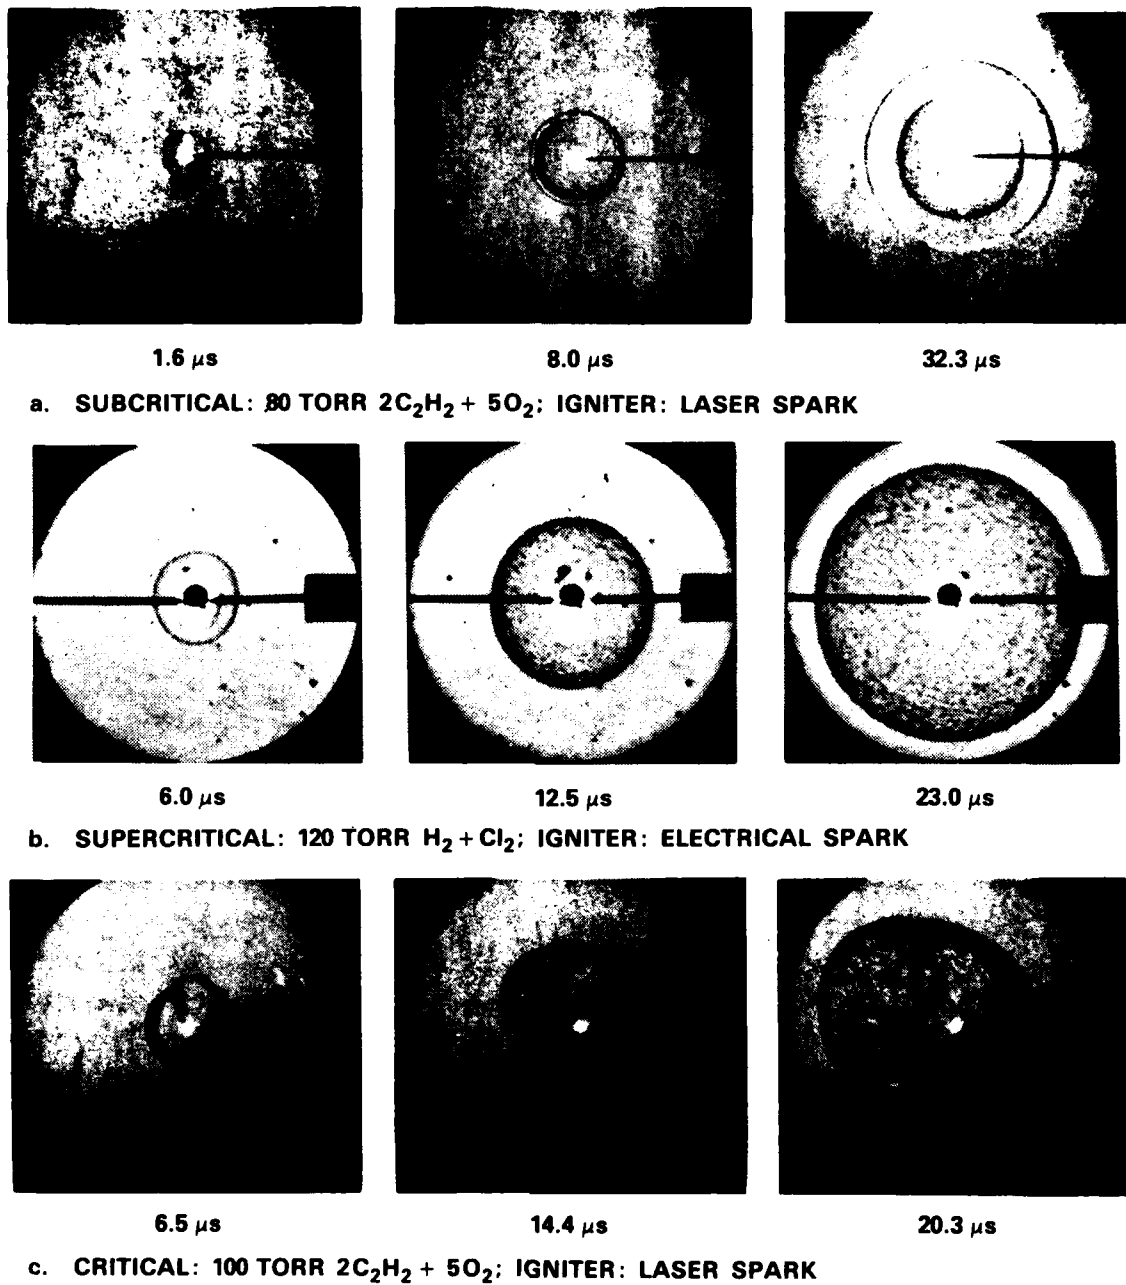 1.6 μs 8.0 μs 32.3 μs
a. SUBCRITICAL: 80 TORR 2C₂H₂ + 5O₂; IGNITER: LASER SPARK
6.0 μs 12.5 μs 23.0 μs
b. SUPERCRITICAL: 120 TORR H₂ + Cl₂; IGNITER: ELECTRICAL SPARK
6.5 μs 14.4 μs 20.3 μs
c. CRITICAL: 100 TORR 2C₂H₂ + 5O₂; IGNITER: LASER SPARK